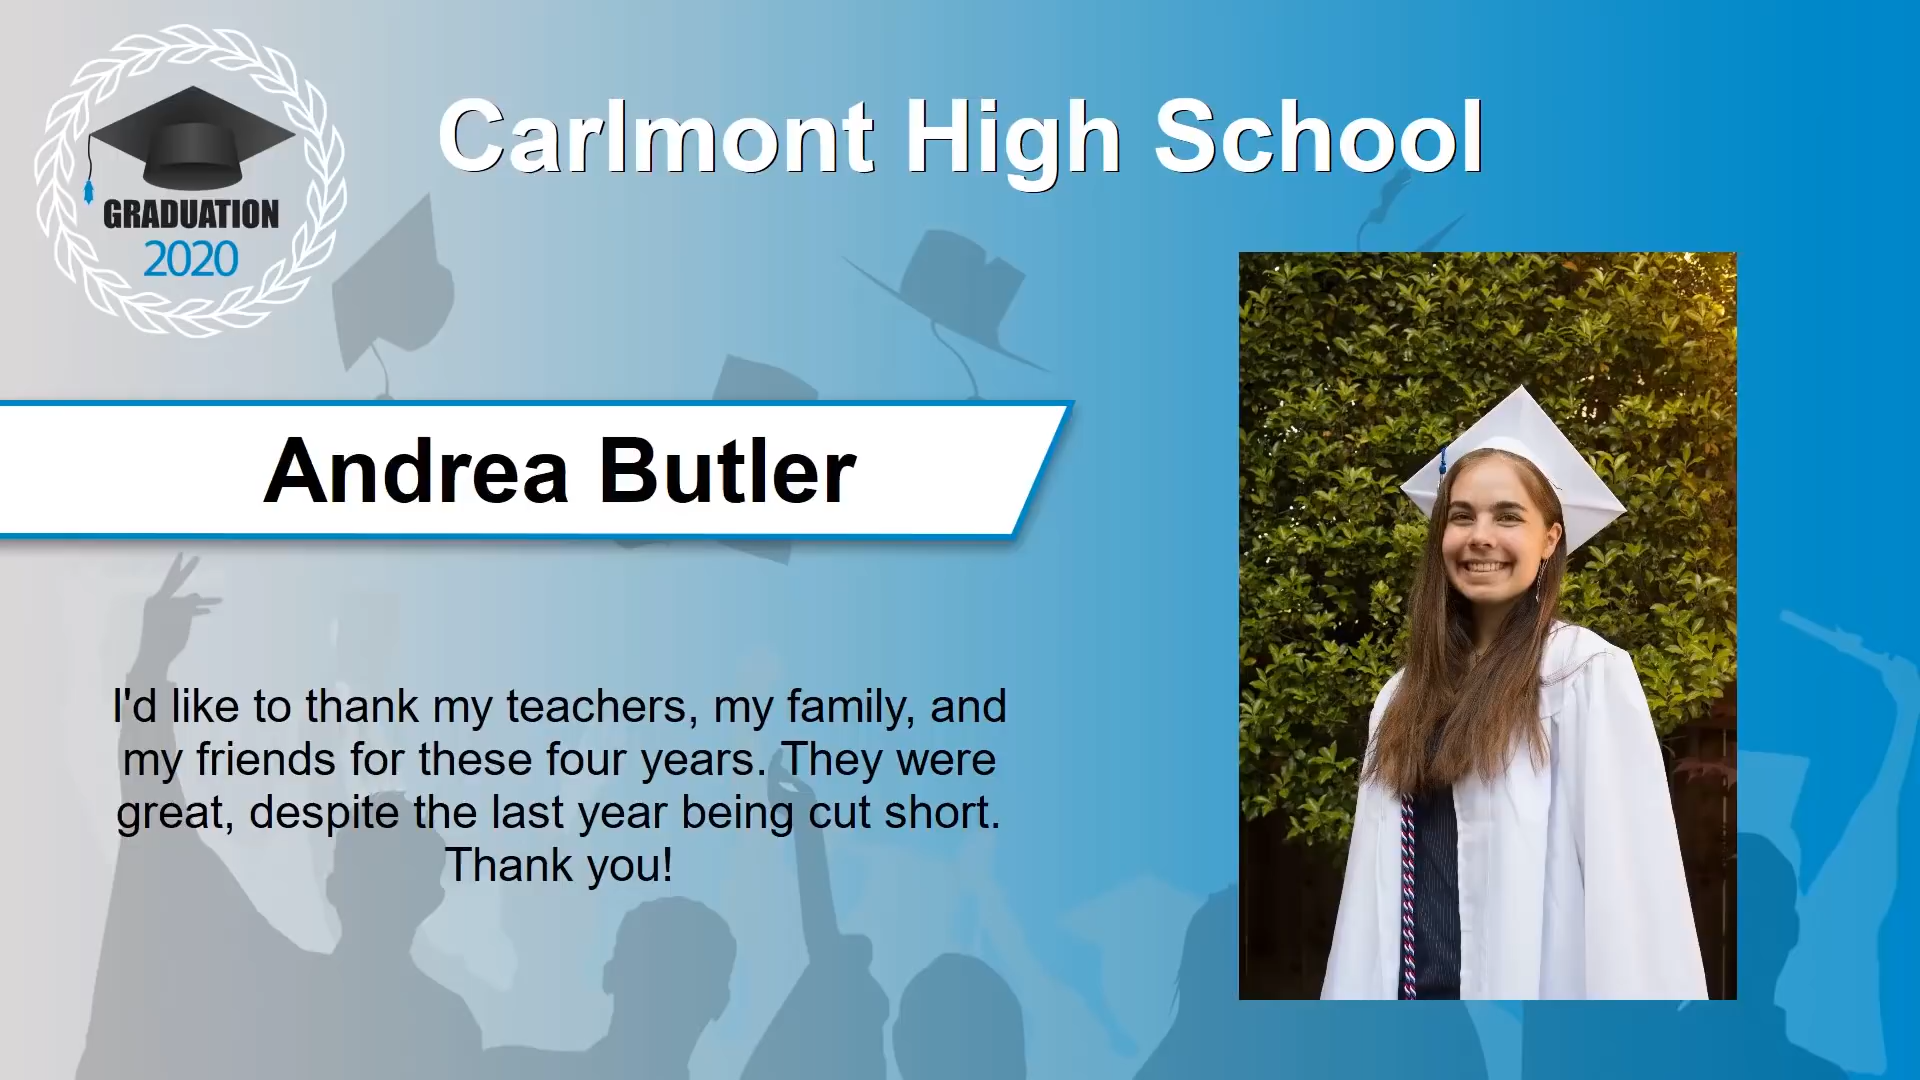 GRADUATION
2020
Carlmont High School
Andrea Butler
I'd like to thank my teachers, my family, and
my friends for these four years. They were
great, despite the last year being cut short.
Thank you!